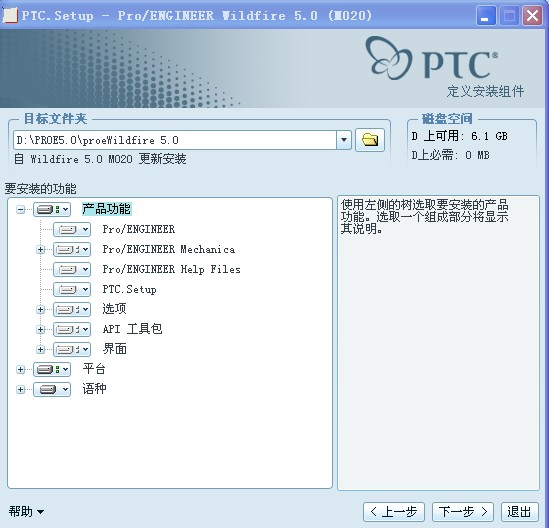 PTC.Setup - Pro/ENGINEER Wildfire 5.0 (M020)
PTC®
定义安装组件
目标文件夹
D:\PROE5.0\proeWildfire 5.0
自 Wildfire 5.0 M020 更新安装
磁盘空间
D 上可用: 6.1 GB
D上必需: 0 MB
要安装的功能
产品功能
Pro/ENGINEER
Pro/ENGINEER Mechanica
Pro/ENGINEER Help Files
PTC.Setup
选项
API 工具包
界面
平台
语种
使用左侧的树选取要安装的产品
功能。选取一个组成部分将显示
其说明。
帮助
< 上一步
下一步 >
退出